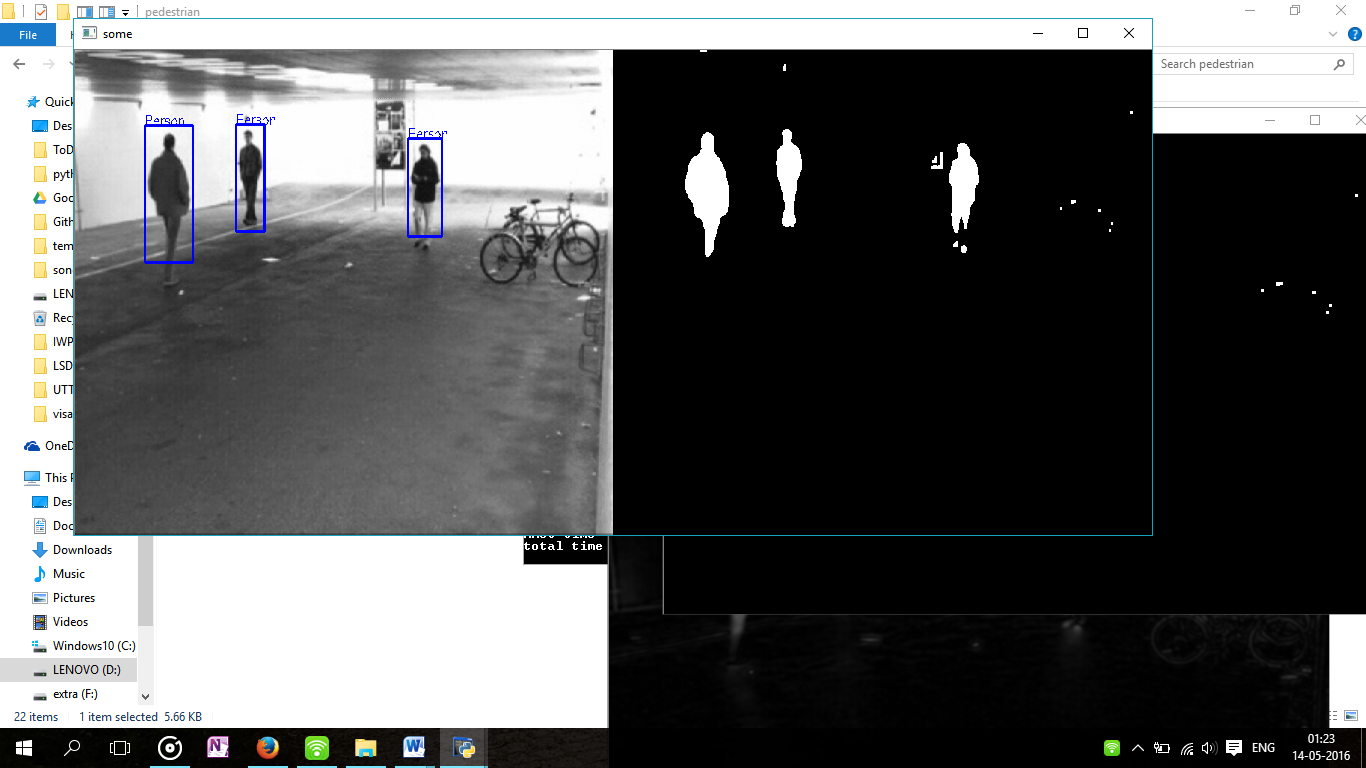 pedestrian
File
some
Search pedestrian
Quick
Des
ToD
pyth
Goo
Gith
tem
son
LEN
Recy
IWP
LSD
UTT
visa
OneD
This P
Des
Doc
Downloads
Music
Pictures
Videos
Windows10 (C:)
LENOVO (D:)
extra (F:)
Person
Person
Person
total time
22 items
1 item selected 5.66 KB
ENG
01:23
14-05-2016